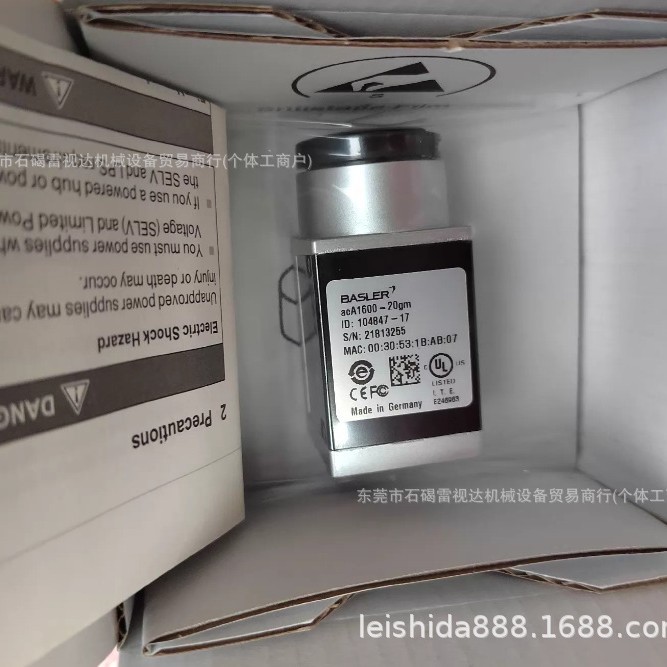 WAR
the SELV and LPS
If you use a powered hub or pow
Voltage (SELV) and Limited Pow
You must use power supplies wh
injury or death may occur.
Unapproved power supplies may cau
Electric Shock Hazard
DANG
2 Precautions
市石碣雷视达机械设备贸易商行(个体工商户)
BASLER
acA1600-20gm
ID: 104847-17
S/N: 21813255
MAC: 00:30:53:1B:AB:07
UL
US
LISTED
I. T. E.
E246983
CE FC
Made in Germany
东莞市石碣雷视达机械设备贸易商行(个体工
leishida888.1688.com